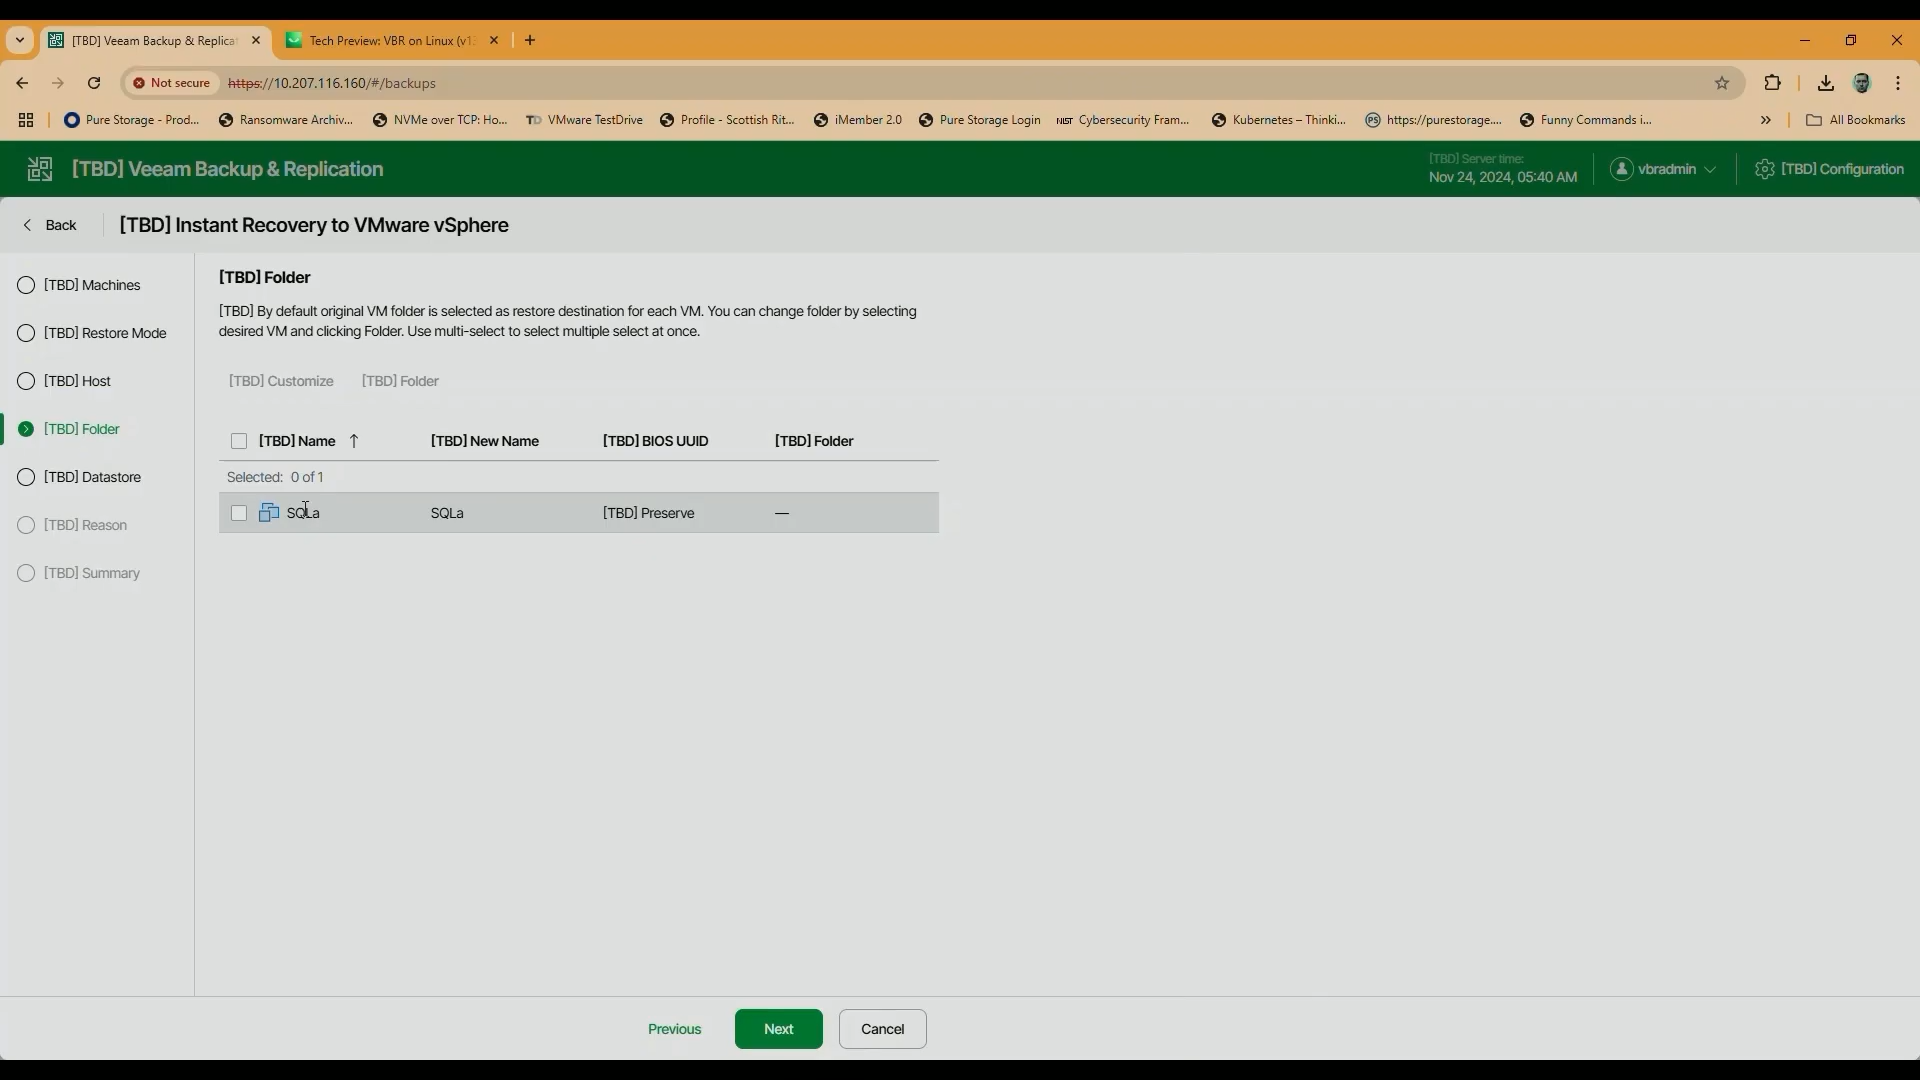 [TBD] Veeam Backup & Replica
Tech Preview: VBR on Linux (v1
Not secure
https://10.207.116.160/#/backups
Pure Storage - Prod...
Ransomware Archiv...
NVMe over TCP: Ho...
TD VMware TestDrive
Profile - Scottish Rit...
iMember 2.0
Pure Storage Login
NIST Cybersecurity Fram...
Kubernetes – Thinki...
PS https://purestorage....
Funny Commands i...
All Bookmarks
[TBD] Veeam Backup & Replication
[TBD] Server time:
Nov 24, 2024, 05:40 AM
vbradmin
[TBD] Configuration
Back
[TBD] Instant Recovery to VMware vSphere
[TBD] Machines
[TBD] Restore Mode
[TBD] Host
[TBD] Folder
[TBD] Datastore
[TBD] Reason
[TBD] Summary
[TBD] Folder
[TBD] By default original VM folder is selected as restore destination for each VM. You can change folder by selecting
desired VM and clicking Folder. Use multi-select to select multiple select at once.
[TBD] Customize [TBD] Folder
[TBD] Name [TBD] New Name [TBD] BIOS UUID [TBD] Folder
Selected: 0 of 1
SQLa SQLa [TBD] Preserve —
Previous Next Cancel